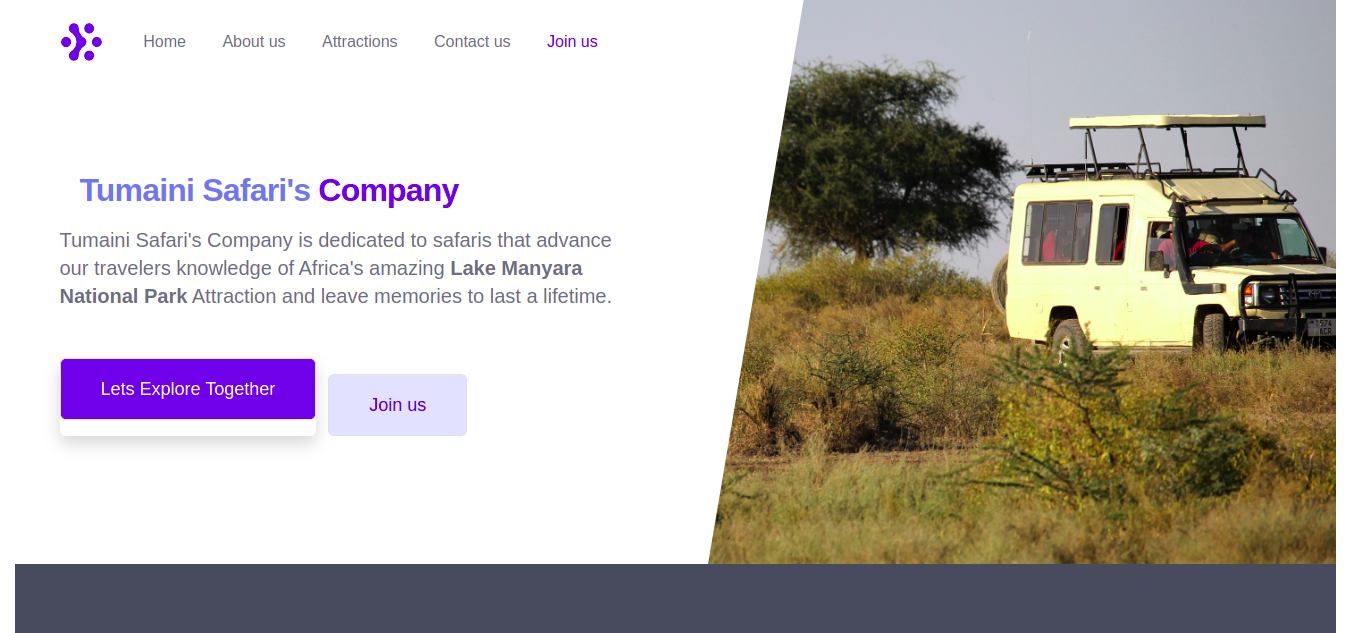 Home About us Attractions Contact us Join us
Tumaini Safari's Company
Tumaini Safari's Company is dedicated to safaris that advance
our travelers knowledge of Africa's amazing Lake Manyara
National Park Attraction and leave memories to last a lifetime.
Lets Explore Together
Join us